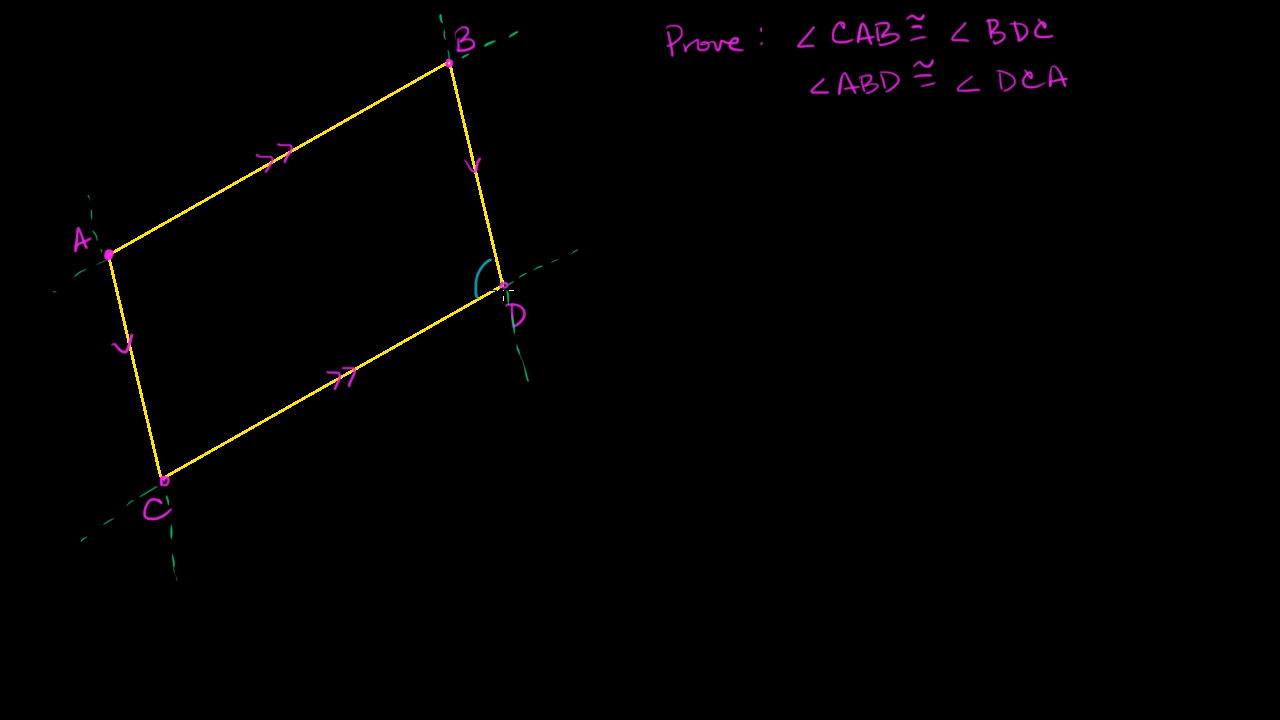 Prove: ∠CAB ≅ ∠BDC
∠ABD ≅ ∠DCA
B
A
D
C